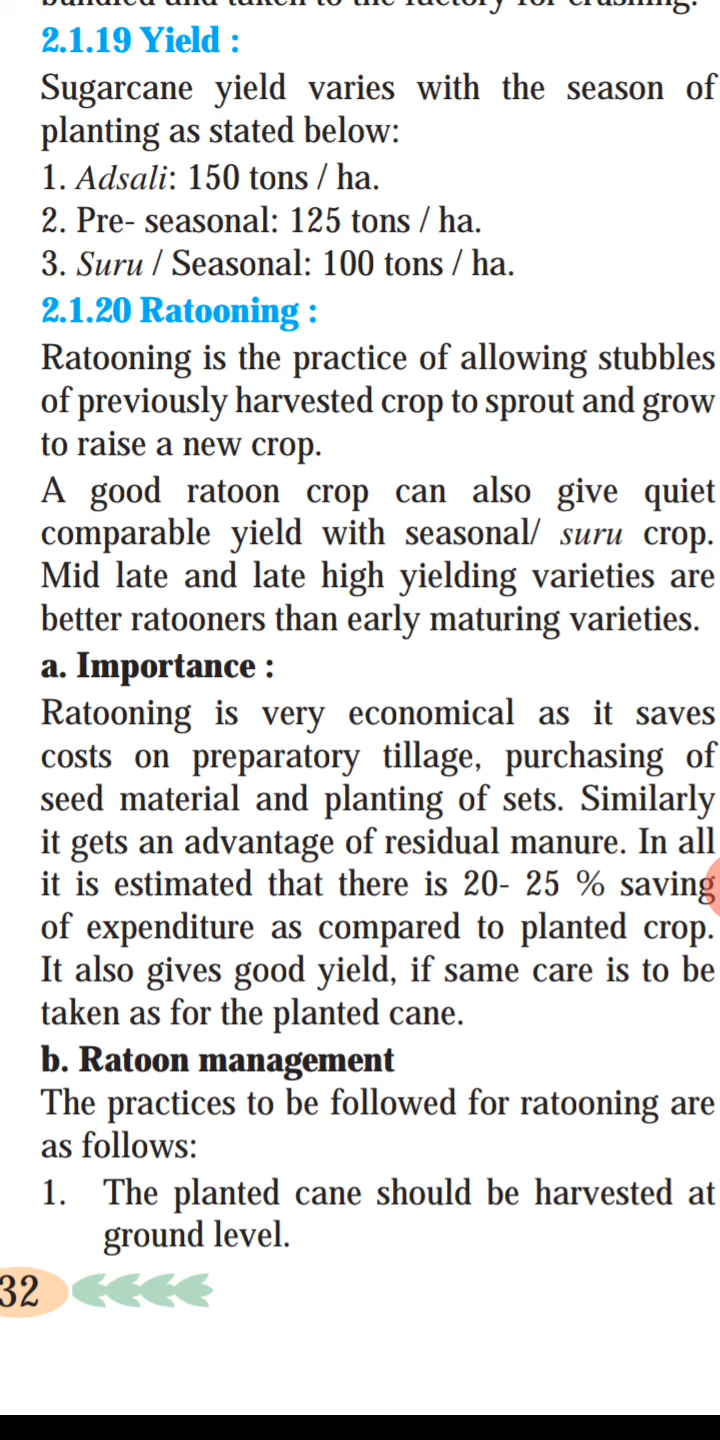 2.1.19 Yield :
Sugarcane yield varies with the season of
planting as stated below:
1. Adsali: 150 tons / ha.
2. Pre- seasonal: 125 tons / ha.
3. Suru / Seasonal: 100 tons / ha.
2.1.20 Ratooning :
Ratooning is the practice of allowing stubbles
of previously harvested crop to sprout and grow
to raise a new crop.
A good ratoon crop can also give quiet
comparable yield with seasonal/ suru crop.
Mid late and late high yielding varieties are
better ratooners than early maturing varieties.
a. Importance :
Ratooning is very economical as it saves
costs on preparatory tillage, purchasing of
seed material and planting of sets. Similarly
it gets an advantage of residual manure. In all
it is estimated that there is 20- 25 % saving
of expenditure as compared to planted crop.
It also gives good yield, if same care is to be
taken as for the planted cane.
b. Ratoon management
The practices to be followed for ratooning are
as follows:
1. The planted cane should be harvested at
ground level.
32